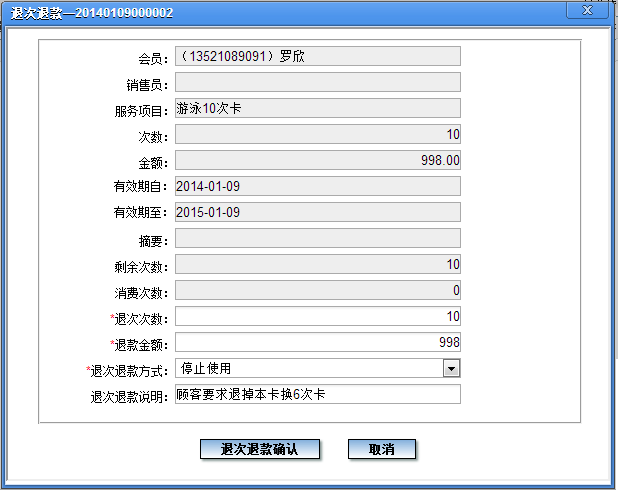 退次退款—20140109000002
会员： （13521089091）罗欣
销售员：
服务项目： 游泳10次卡
次数： 10
金额： 998.00
有效期自： 2014-01-09
有效期至： 2015-01-09
摘要：
剩余次数： 10
消费次数： 0
*退次次数： 10
*退款金额： 998
*退次退款方式： 停止使用
退次退款说明： 顾客要求退掉本卡换6次卡
退次退款确认 取消